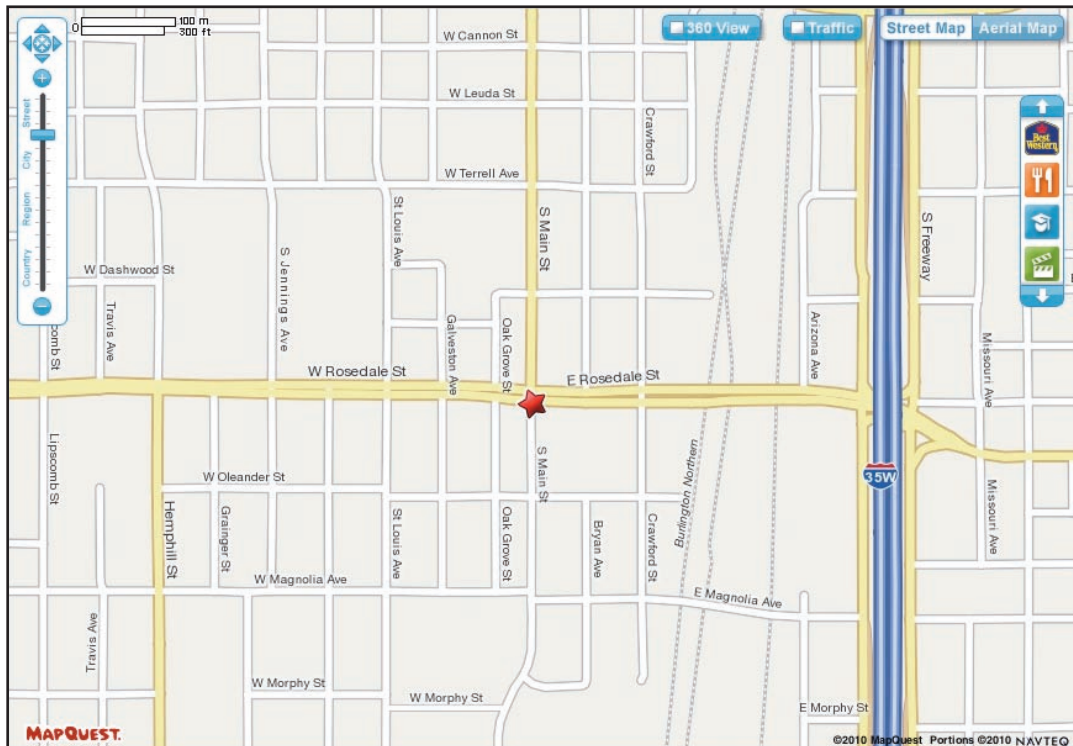 0
100 m
300 ft
360 View
Traffic
Street Map
Aerial Map
W Cannon St
W Leuda St
Crawford St
Street
City
Region
Country
Best
Western
W Terrell Ave
St Louis Ave
S Main St
S Freeway
W Dashwood St
S Jennings Ave
Travis Ave
Galveston Ave
Oak Grove St
Arizona Ave
Missouri Ave
comb St
W Rosedale St
E Rosedale St
Lipscomb St
W Oleander St
S Main St
Burlington Northern
35W
Hemphill St
Grainger St
St Louis Ave
Oak Grove St
Bryan Ave
Crawford St
Missouri Ave
W Magnolia Ave
E Magnolia Ave
Travis Ave
W Morphy St
W Morphy St
E Morphy St
MAPQUEST.
©2010 MapQuest Portions ©2010 NAVTEQ